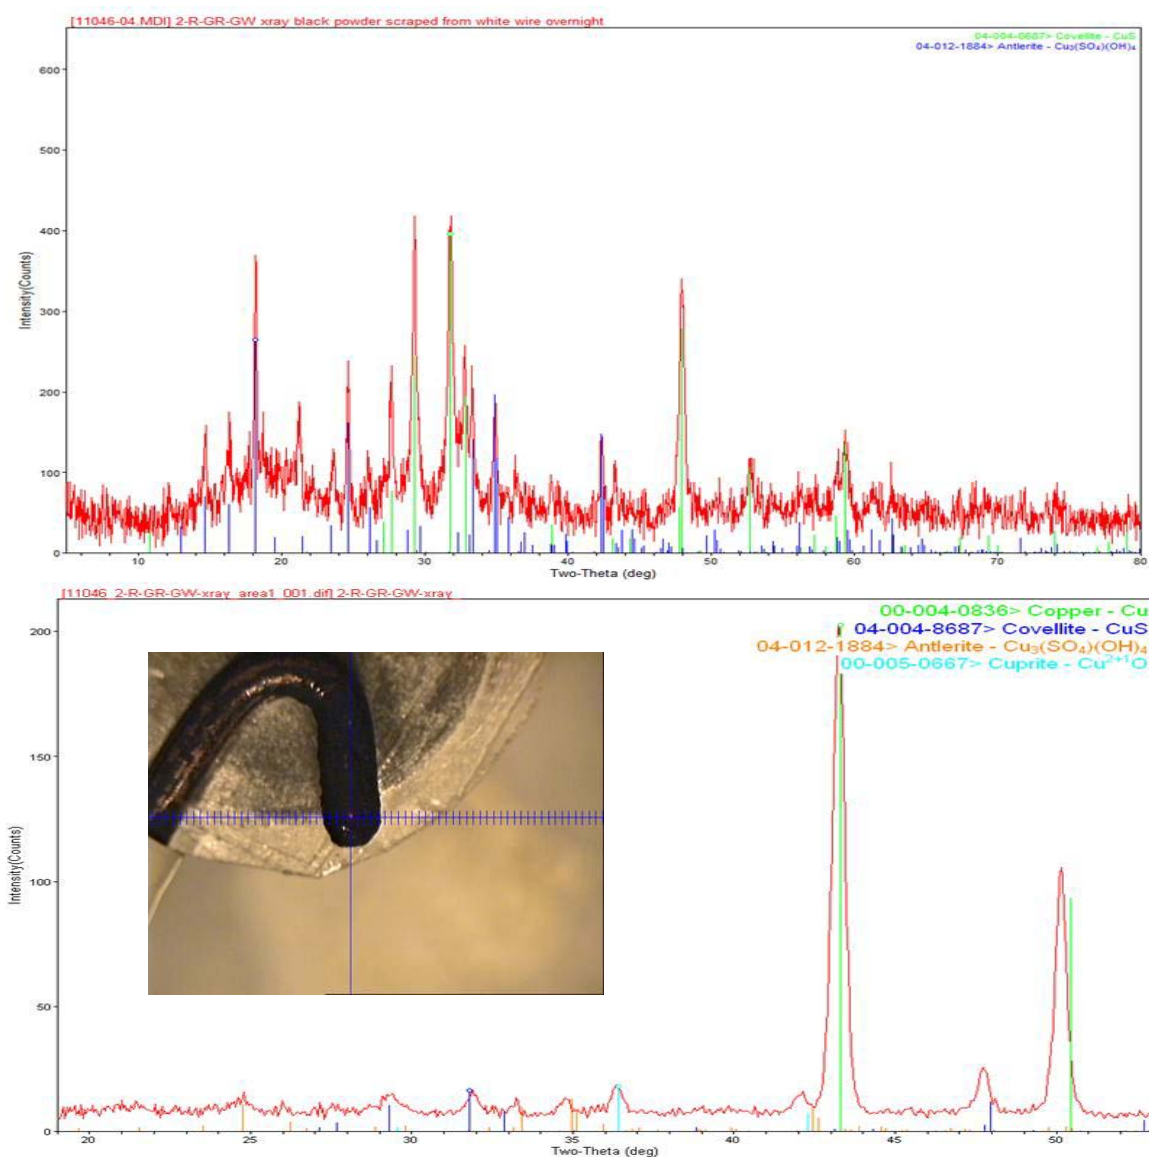 [11046-04.MDI] 2-R-GR-GW xray black powder scraped from white wire overnight
04-004-8687> Covellite - CuS
04-012-1884> Antlerite - Cu₃(SO₄)(OH)₄
600
500
400
300
200
100
0
Intensity(Counts)
10 20 30 40 50 60 70 80
Two-Theta (deg)
[11046_2-R-GR-GW-xray_area1_001.dif] 2-R-GR-GW-xray
00-004-0836> Copper - Cu
04-004-8687> Covellite - CuS
04-012-1884> Antlerite - Cu₃(SO₄)(OH)₄
00-005-0667> Cuprite - Cu²⁺¹O
200
150
100
50
0
Intensity(Counts)
20 25 30 35 40 45 50
Two-Theta (deg)